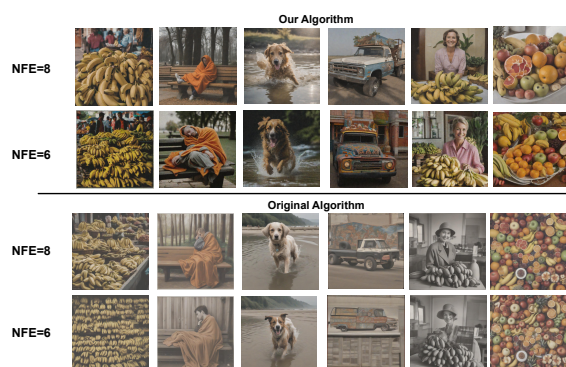 Our Algorithm
NFE=8
NFE=6
Original Algorithm
NFE=8
NFE=6